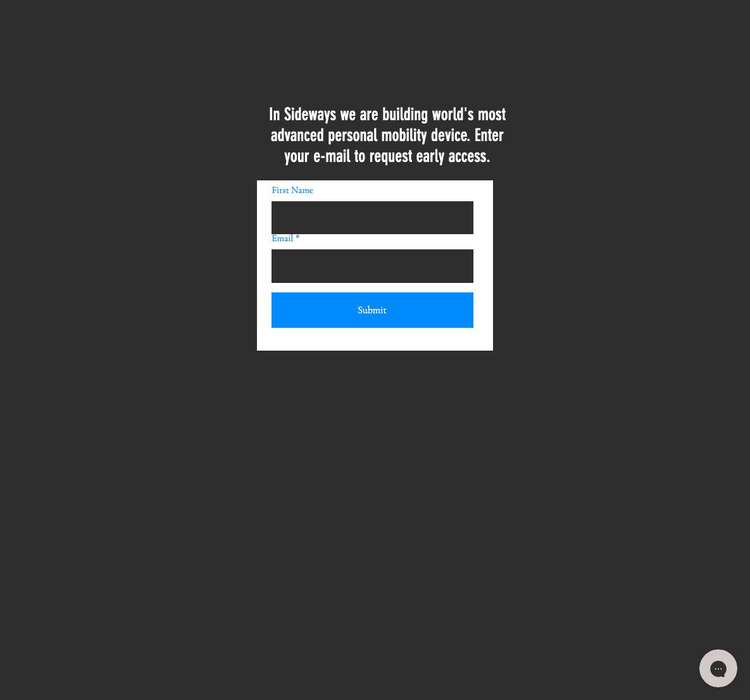 In Sideways we are building world's most
advanced personal mobility device. Enter
your e-mail to request early access.
First Name
Email *
Submit